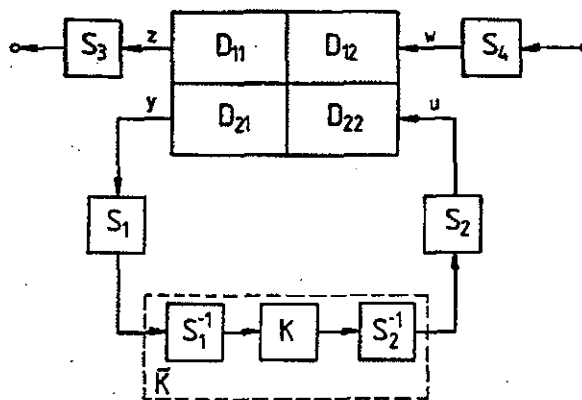 S₃ z D₁₁ D₁₂ w S₄
y D₂₁ D₂₂ u
S₁ S₂
S₁⁻¹ K S₂⁻¹
K̄